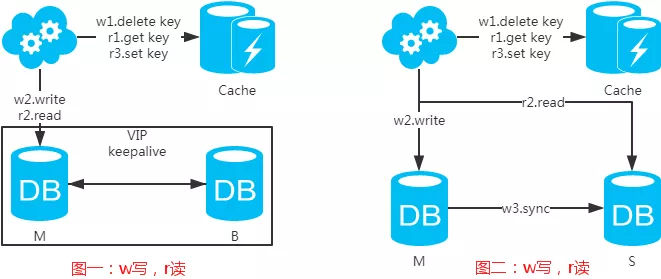 w1.delete key
r1.get key
r3.set key
Cache
w2.write
r2.read
VIP
keepalive
DB
DB
M
B
图一：w写，r读
w1.delete key
r1.get key
r3.set key
Cache
r2.read
w2.write
DB
w3.sync
DB
M
S
图二：w写，r读